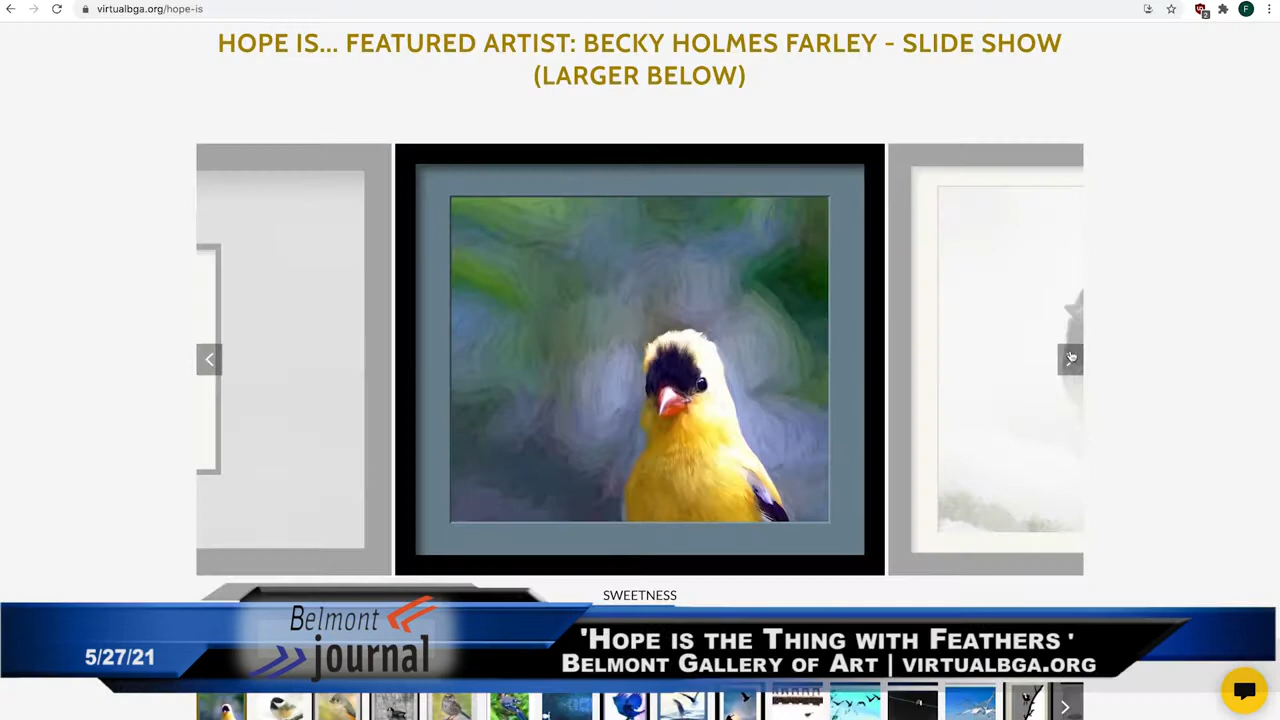 virtualbga.org/hope-is
2
F
HOPE IS... FEATURED ARTIST: BECKY HOLMES FARLEY - SLIDE SHOW
(LARGER BELOW)
SWEETNESS
5/27/21
Belmont
journal
'HOPE IS THE THING WITH FEATHERS '
BELMONT GALLERY OF ART | VIRTUALBGA.ORG